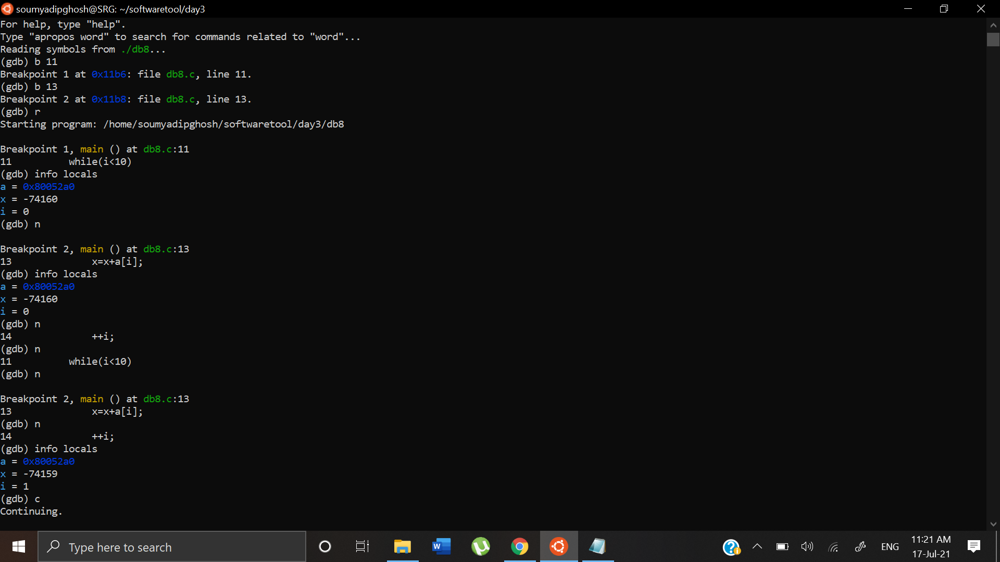 soumyadipghosh@SRG: ~/softwaretool/day3
For help, type "help".
Type "apropos word" to search for commands related to "word"...
Reading symbols from ./db8...
(gdb) b 11
Breakpoint 1 at 0x11b6: file db8.c, line 11.
(gdb) b 13
Breakpoint 2 at 0x11b8: file db8.c, line 13.
(gdb) r
Starting program: /home/soumyadipghosh/softwaretool/day3/db8

Breakpoint 1, main () at db8.c:11
11          while(i<10)
(gdb) info locals
a = 0x80052a0
x = -74160
i = 0
(gdb) n

Breakpoint 2, main () at db8.c:13
13              x=x+a[i];
(gdb) info locals
a = 0x80052a0
x = -74160
i = 0
(gdb) n
14              ++i;
(gdb) n
11          while(i<10)
(gdb) n

Breakpoint 2, main () at db8.c:13
13              x=x+a[i];
(gdb) n
14              ++i;
(gdb) info locals
a = 0x80052a0
x = -74159
i = 1
(gdb) c
Continuing.
Type here to search
W
ENG
11:21 AM
17-Jul-21